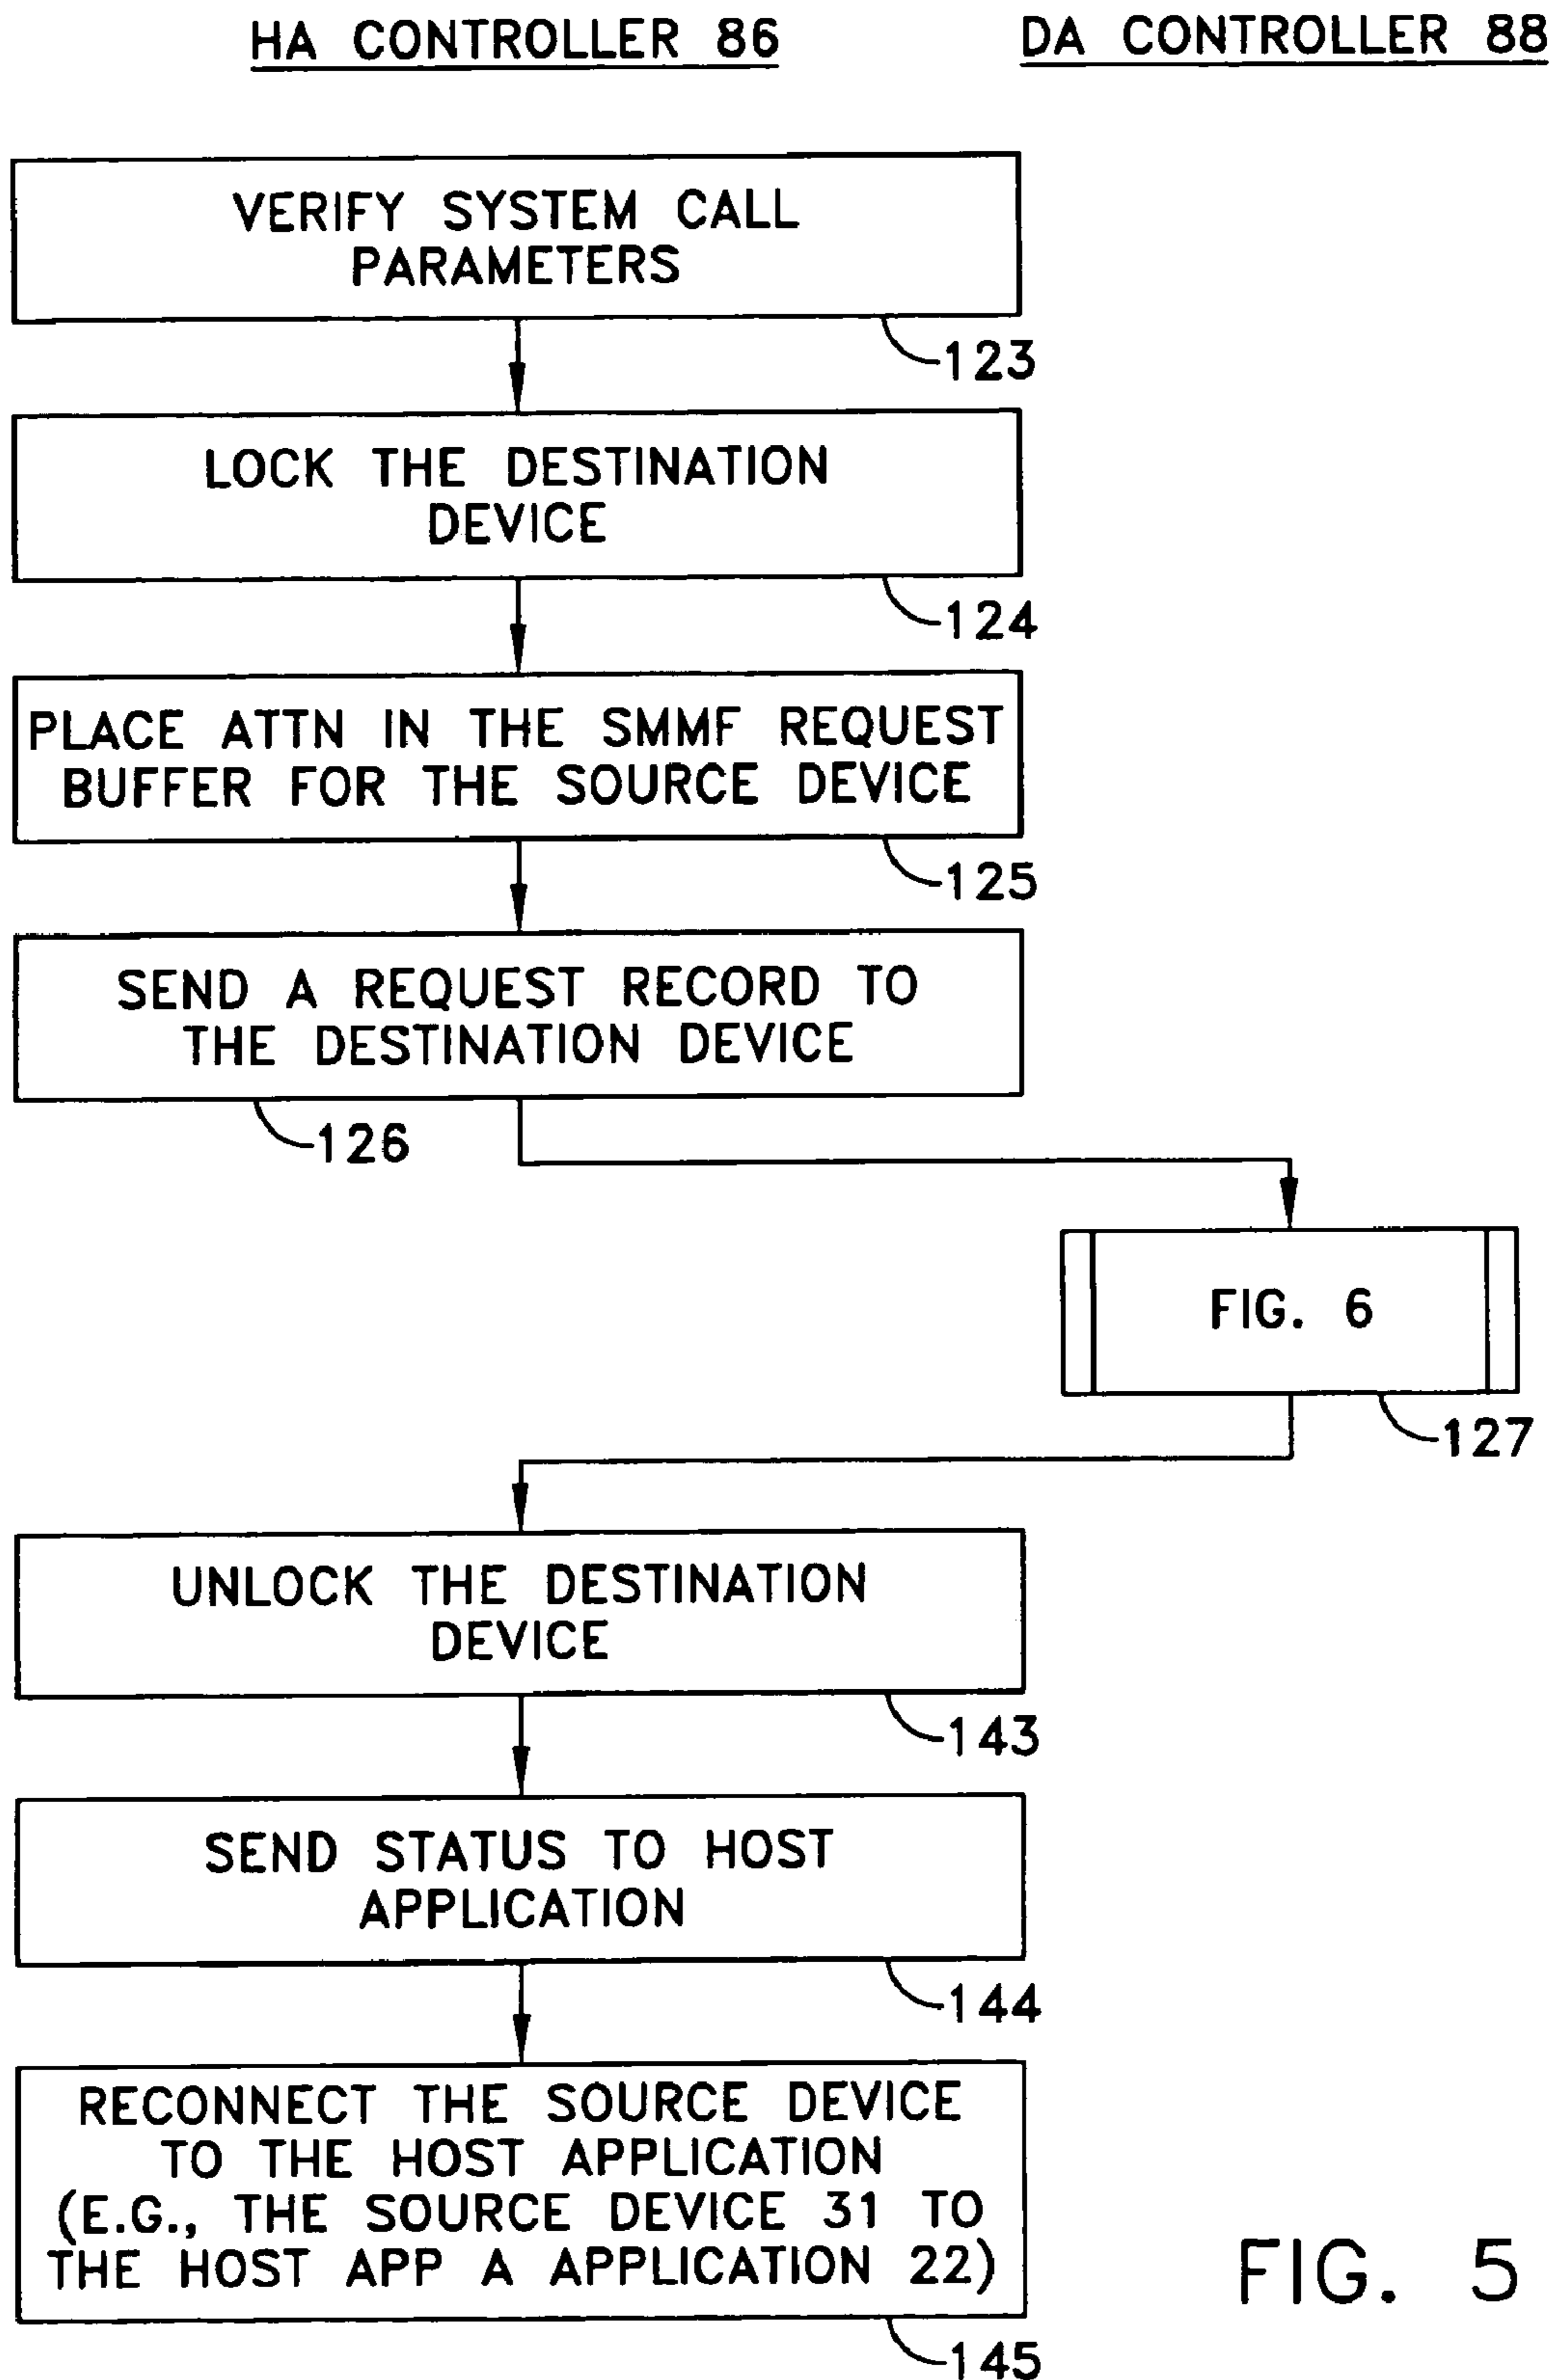 HA CONTROLLER 86
DA CONTROLLER 88
VERIFY SYSTEM CALL
PARAMETERS
123
LOCK THE DESTINATION
DEVICE
124
PLACE ATTN IN THE SMMF REQUEST
BUFFER FOR THE SOURCE DEVICE
125
SEND A REQUEST RECORD TO
THE DESTINATION DEVICE
126
FIG. 6
127
UNLOCK THE DESTINATION
DEVICE
143
SEND STATUS TO HOST
APPLICATION
144
RECONNECT THE SOURCE DEVICE
TO THE HOST APPLICATION
(E.G., THE SOURCE DEVICE 31 TO
THE HOST APP A APPLICATION 22)
145
FIG. 5